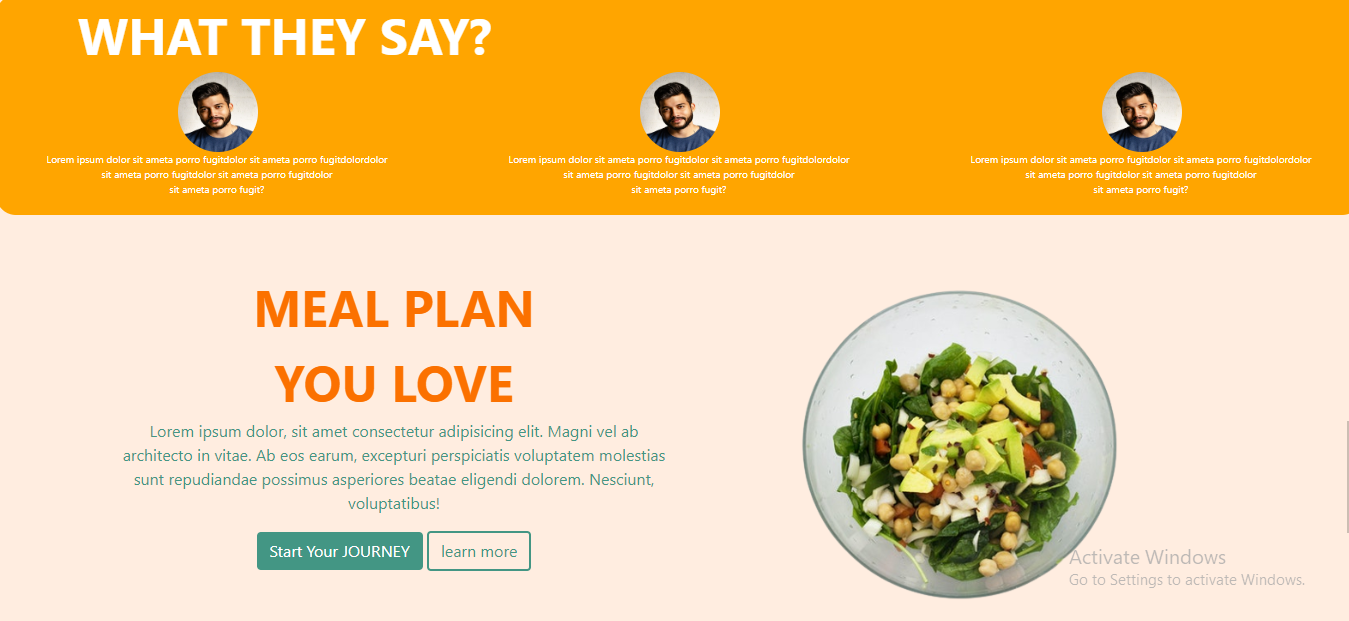 WHAT THEY SAY?
Lorem ipsum dolor sit ameta porro fugitdolor sit ameta porro fugitdolordolor
sit ameta porro fugitdolor sit ameta porro fugitdolor
sit ameta porro fugit?
Lorem ipsum dolor sit ameta porro fugitdolor sit ameta porro fugitdolordolor
sit ameta porro fugitdolor sit ameta porro fugitdolor
sit ameta porro fugit?
Lorem ipsum dolor sit ameta porro fugitdolor sit ameta porro fugitdolordolor
sit ameta porro fugitdolor sit ameta porro fugitdolor
sit ameta porro fugit?
MEAL PLAN
YOU LOVE
Lorem ipsum dolor, sit amet consectetur adipisicing elit. Magni vel ab
architecto in vitae. Ab eos earum, excepturi perspiciatis voluptatem molestias
sunt repudiandae possimus asperiores beatae eligendi dolorem. Nesciunt,
voluptatibus!
Start Your JOURNEY
learn more
Activate Windows
Go to Settings to activate Windows.